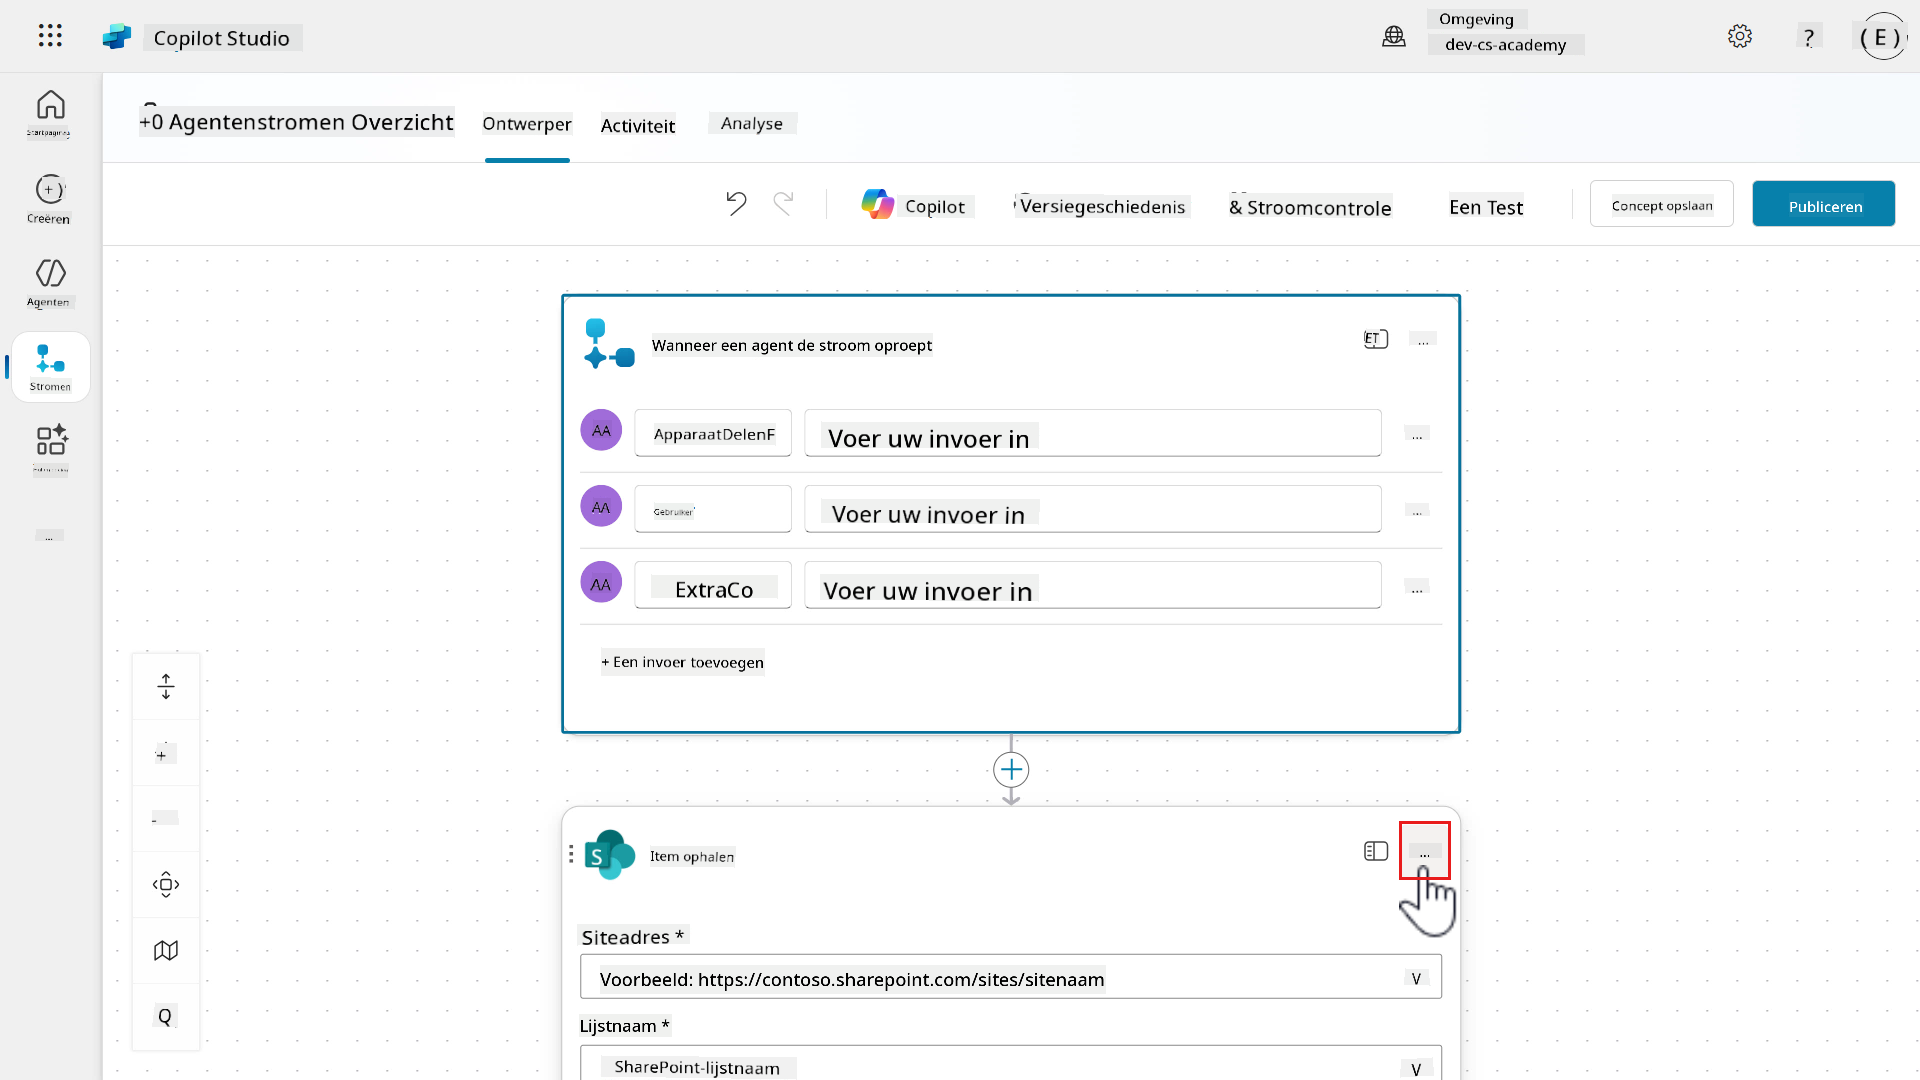 Copilot Studio
Omgeving
dev-cs-academy
?
( E )
+0 Agentenstromen Overzicht
Ontwerper
Activiteit
Analyse
Startpagina
Creëren
Agenten
Stromen
...
Copilot
Versiegeschiedenis
& Stroomcontrole
Een Test
Concept opslaan
Publiceren
Wanneer een agent de stroom oproept
ET
...
AA
ApparaatDelenF
Voer uw invoer in
...
AA
Gebruiker
Voer uw invoer in
...
AA
ExtraCo
Voer uw invoer in
...
+ Een invoer toevoegen
S
Item ophalen
...
Siteadres *
Voorbeeld: https://contoso.sharepoint.com/sites/sitenaam
V
Lijstnaam *
SharePoint-lijstnaam
V
+
-
Q